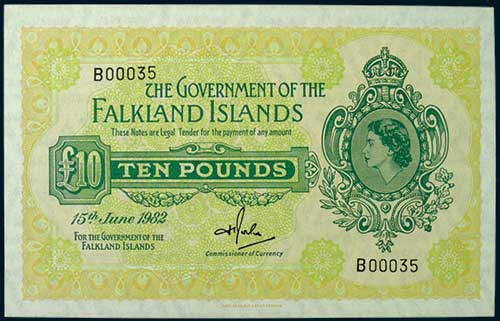 B00035
THE GOVERNMENT OF THE
FALKLAND ISLANDS
These Notes are Legal Tender for the payment of any amount
£10 TEN POUNDS
15th June 1982
FOR THE GOVERNMENT OF THE
FALKLAND ISLANDS
Commissioner of Currency
B00035